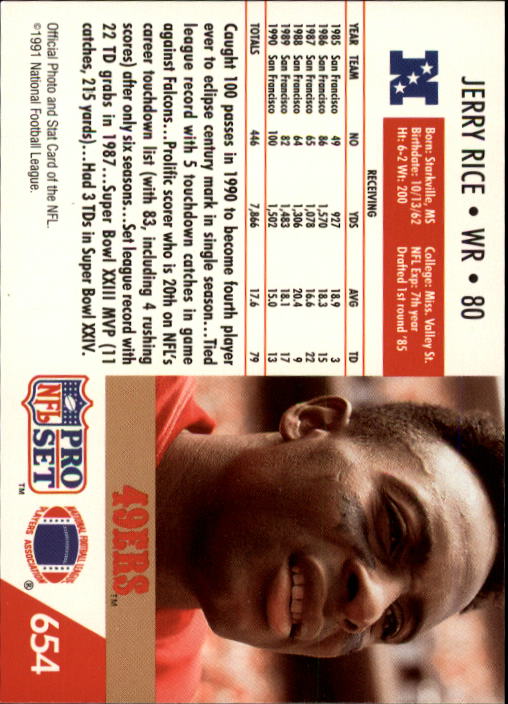 JERRY RICE • WR • 80
N
Born: Starkville, MS
Birthdate: 10/13/62
Ht: 6-2 Wt: 200
College: Miss. Valley St.
NFL Exp: 7th year
Drafted 1st round '85
RECEIVING
YEAR TEAM NO YDS AVG TD
1985 San Francisco 49 927 18.9 3
1986 San Francisco 86 1,570 18.3 15
1987 San Francisco 65 1,078 16.6 22
1988 San Francisco 64 1,306 20.4 9
1989 San Francisco 82 1,483 18.1 17
1990 San Francisco 100 1,502 15.0 13
TOTALS 446 7,866 17.6 79
Caught 100 passes in 1990 to become fourth player
ever to eclipse century mark in single season....Tied
league record with 5 touchdown catches in game
against Falcons....Prolific scorer who is 20th on NFL's
career touchdown list (with 83, including 4 rushing
scores) after only six seasons....Set league record with
22 TD grabs in 1987....Super Bowl XXIII MVP (11
catches, 215 yards)....Had 3 TDs in Super Bowl XXIV.
Official Photo and Stat Card of the NFL.
©1991 National Football League.
49ERS™
PRO
NFL SET™
NATIONAL FOOTBALL LEAGUE
PLAYERS ASSOCIATION®
654